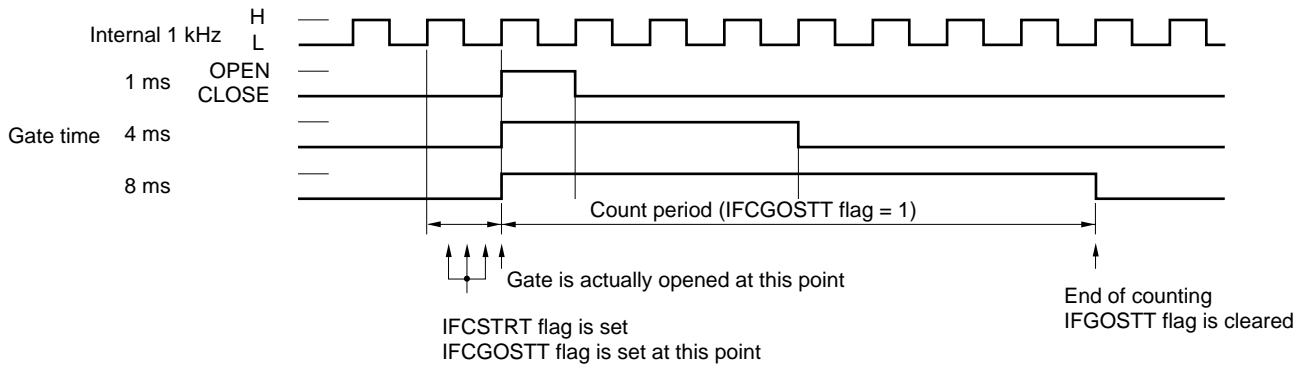 H
Internal 1 kHz
L
OPEN
1 ms
CLOSE
Gate time 4 ms
8 ms
Count period (IFCGOSTT flag = 1)
Gate is actually opened at this point
End of counting
IFGOSTT flag is cleared
IFCSTRT flag is set
IFCGOSTT flag is set at this point